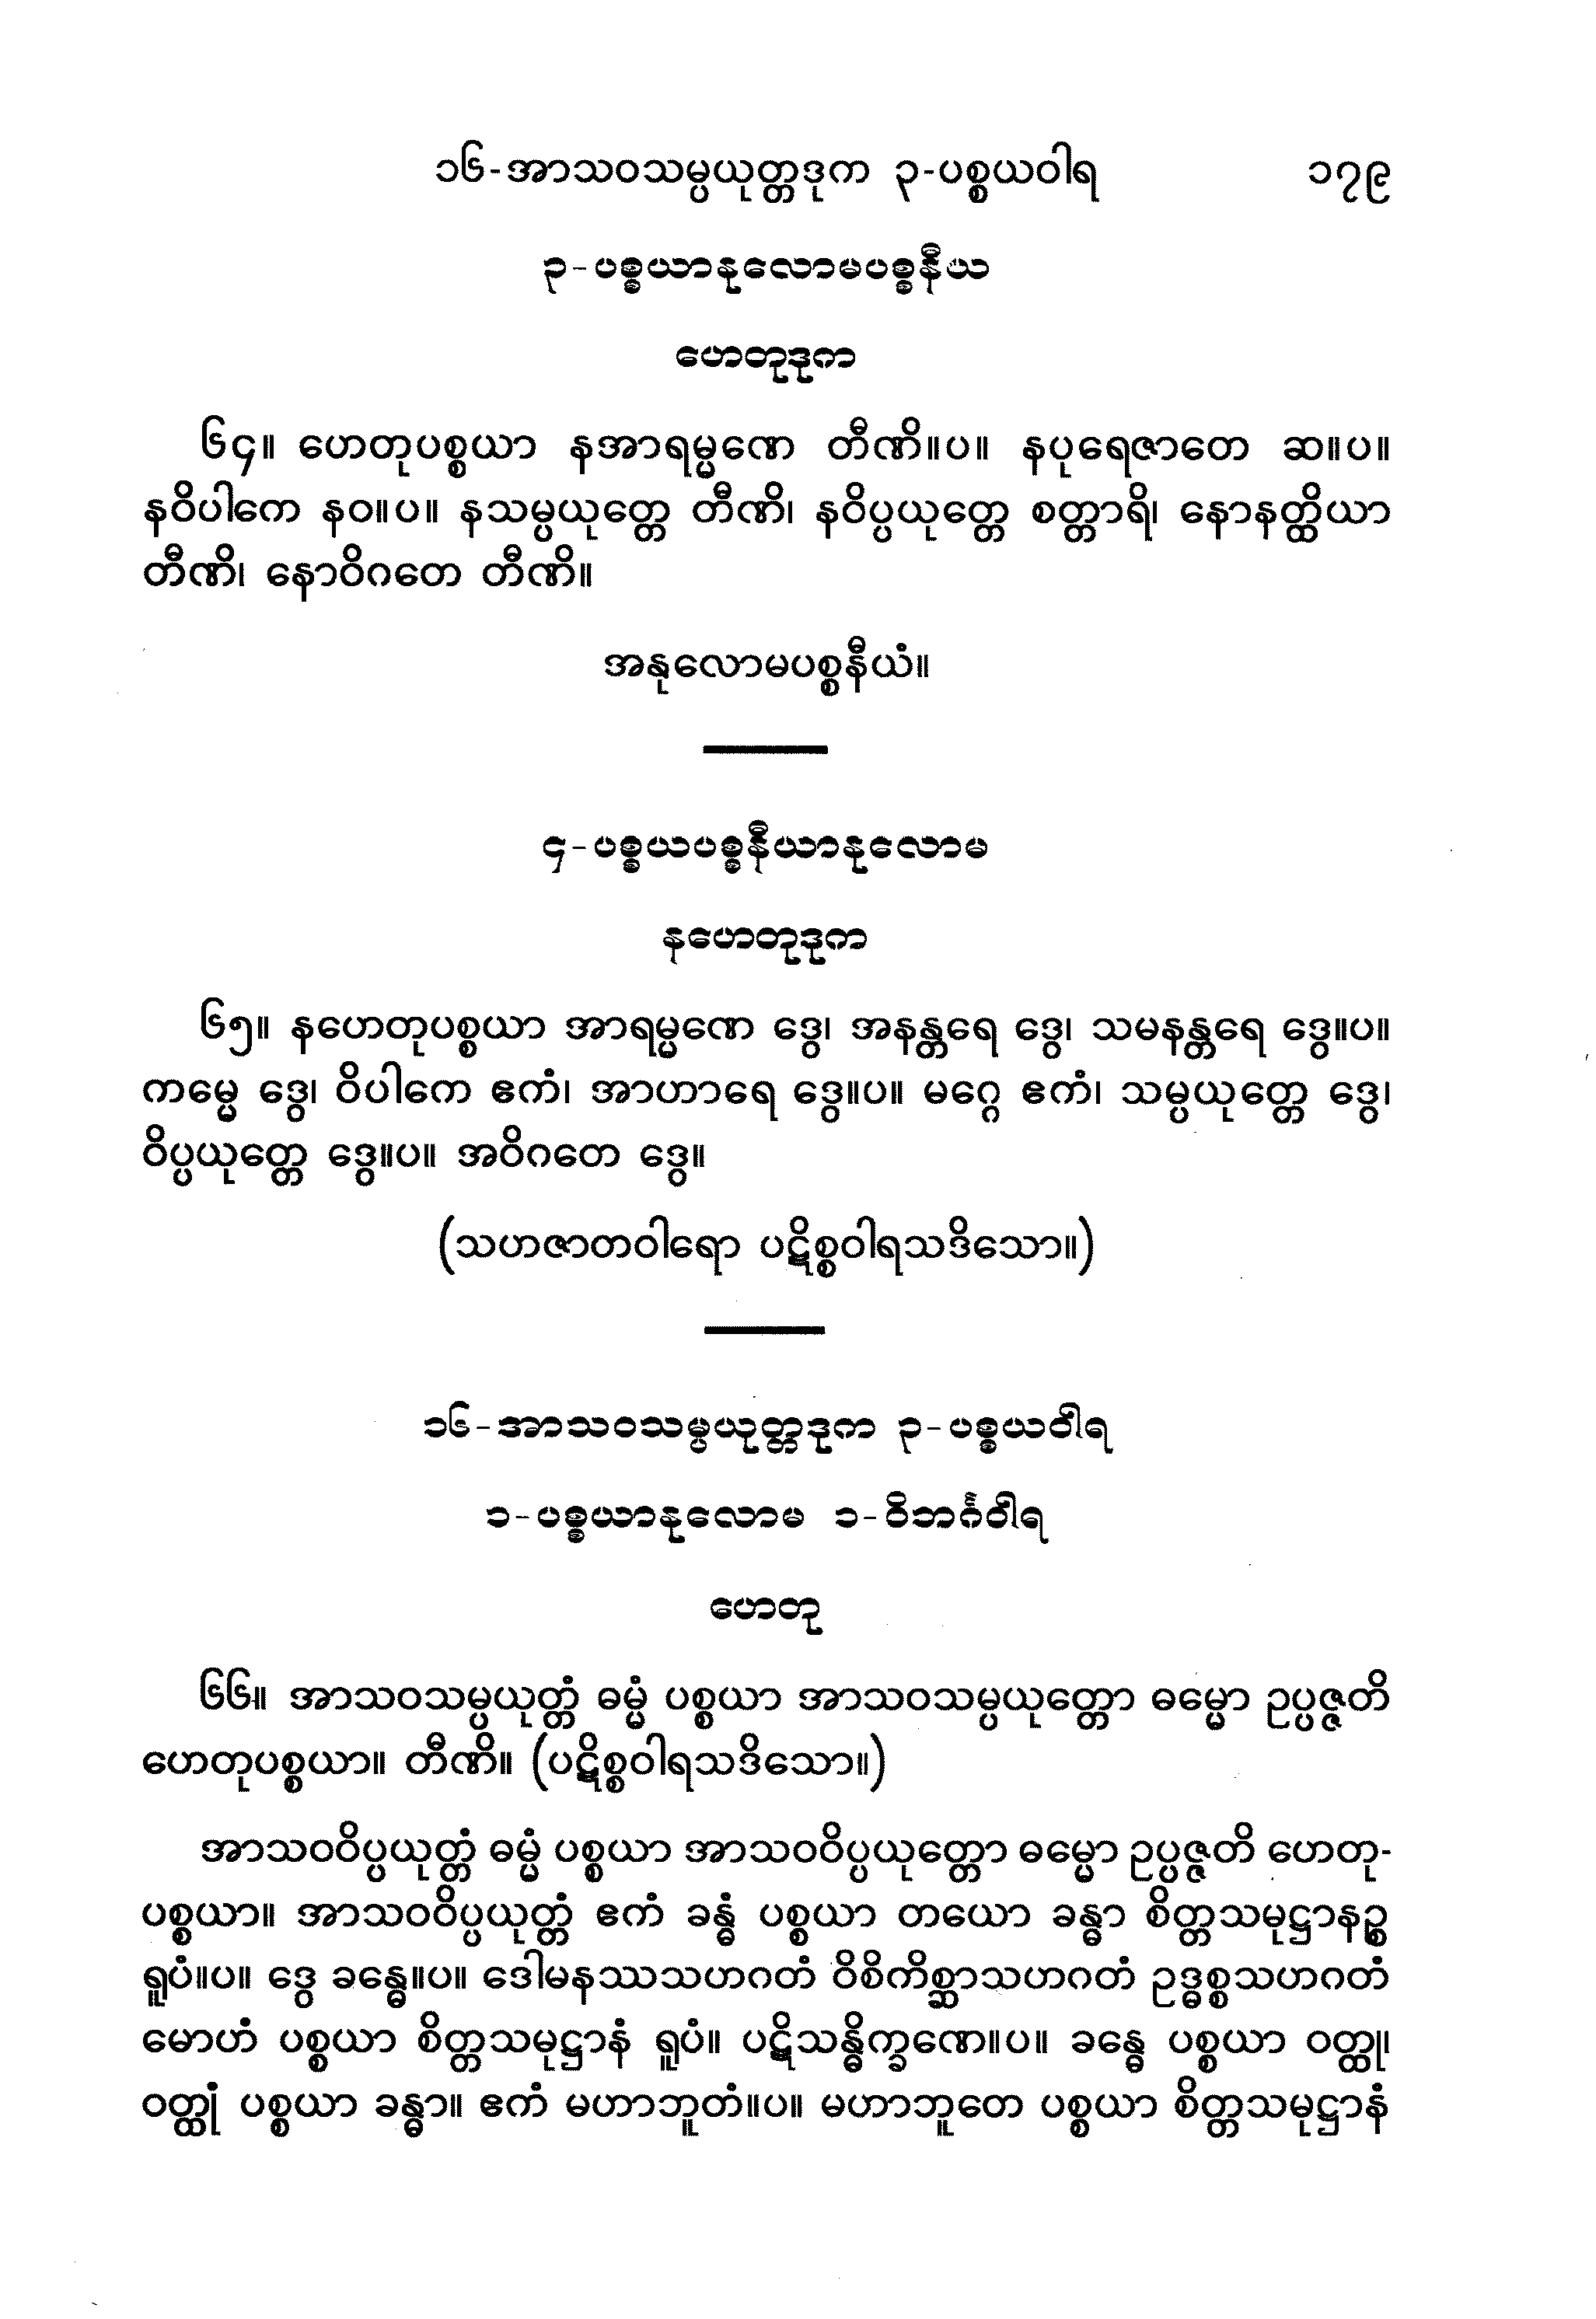 ၁၆-အာသဝသမ္ပယုတ္တဒုက ၃-ပစ္စယဝါရ ၁၇၉
၃-ပစ္စယာနုလောမပစ္စနီယ
ဟေတုဒုက
၆၄။ ဟေတုပစ္စယာ နအာရမ္မဏေ တီဏိ။ပ။ နပုရေဇာတေ ဆ။ပ။
နဝိပါကေ နဝ။ပ။ နသမ္ပယုတ္တေ တီဏိ၊ နဝိပ္ပယုတ္တေ စတ္တာရိ၊ နောနတ္ထိယာ
တီဏိ၊ နောဝိဂတေ တီဏိ။
အနုလောမပစ္စနီယံ။
၄-ပစ္စယပစ္စနီယာနုလောမ
နဟေတုဒုက
၆၅။ နဟေတုပစ္စယာ အာရမ္မဏေ ဒွေ၊ အနန္တရေ ဒွေ၊ သမနန္တရေ ဒွေ။ပ။
ကမ္မေ ဒွေ၊ ဝိပါကေ ဧကံ၊ အာဟာရေ ဒွေ။ပ။ မဂ္ဂေ ဧကံ၊ သမ္ပယုတ္တေ ဒွေ၊
ဝိပ္ပယုတ္တေ ဒွေ။ပ။ အဝိဂတေ ဒွေ။
(သဟဇာတဝါရော ပဋိစ္စဝါရသဒိသော။)
၁၆-အာသဝသမ္ပယုတ္တဒုက ၃-ပစ္စယဝါရ
၁-ပစ္စယာနုလောမ ၁-ဝိဘင်္ဂဝါရ
ဟေတု
၆၆။ အာသဝသမ္ပယုတ္တံ ဓမ္မံ ပစ္စယာ အာသဝသမ္ပယုတ္တော ဓမ္မော ဥပ္ပဇ္ဇတိ
ဟေတုပစ္စယာ။ တီဏိ။ (ပဋိစ္စဝါရသဒိသော။)
အာသဝဝိပ္ပယုတ္တံ ဓမ္မံ ပစ္စယာ အာသဝဝိပ္ပယုတ္တော ဓမ္မော ဥပ္ပဇ္ဇတိ ဟေတု-
ပစ္စယာ။ အာသဝဝိပ္ပယုတ္တံ ဧကံ ခန္ဓံ ပစ္စယာ တယော ခန္ဓာ စိတ္တသမုဋ္ဌာနဉ္စ
ရူပံ။ပ။ ဒွေ ခန္ဓေ။ပ။ ဒေါမနဿသဟဂတံ ဝိစိကိစ္ဆာသဟဂတံ ဥဒ္ဓစ္စသဟဂတံ
မောဟံ ပစ္စယာ စိတ္တသမုဋ္ဌာနံ ရူပံ။ ပဋိသန္ဓိက္ခဏေ။ပ။ ခန္ဓေ ပစ္စယာ ဝတ္ထု၊
ဝတ္ထုံ ပစ္စယာ ခန္ဓာ။ ဧကံ မဟာဘူတံ။ပ။ မဟာဘူတေ ပစ္စယာ စိတ္တသမုဋ္ဌာနံ